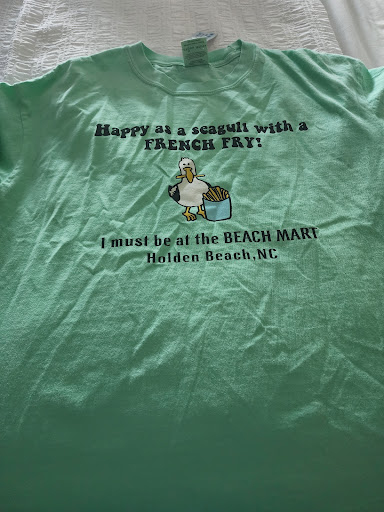 Happy as a seagull with a
FRENCH FRY!
I must be at the BEACH MART
Holden Beach,NC